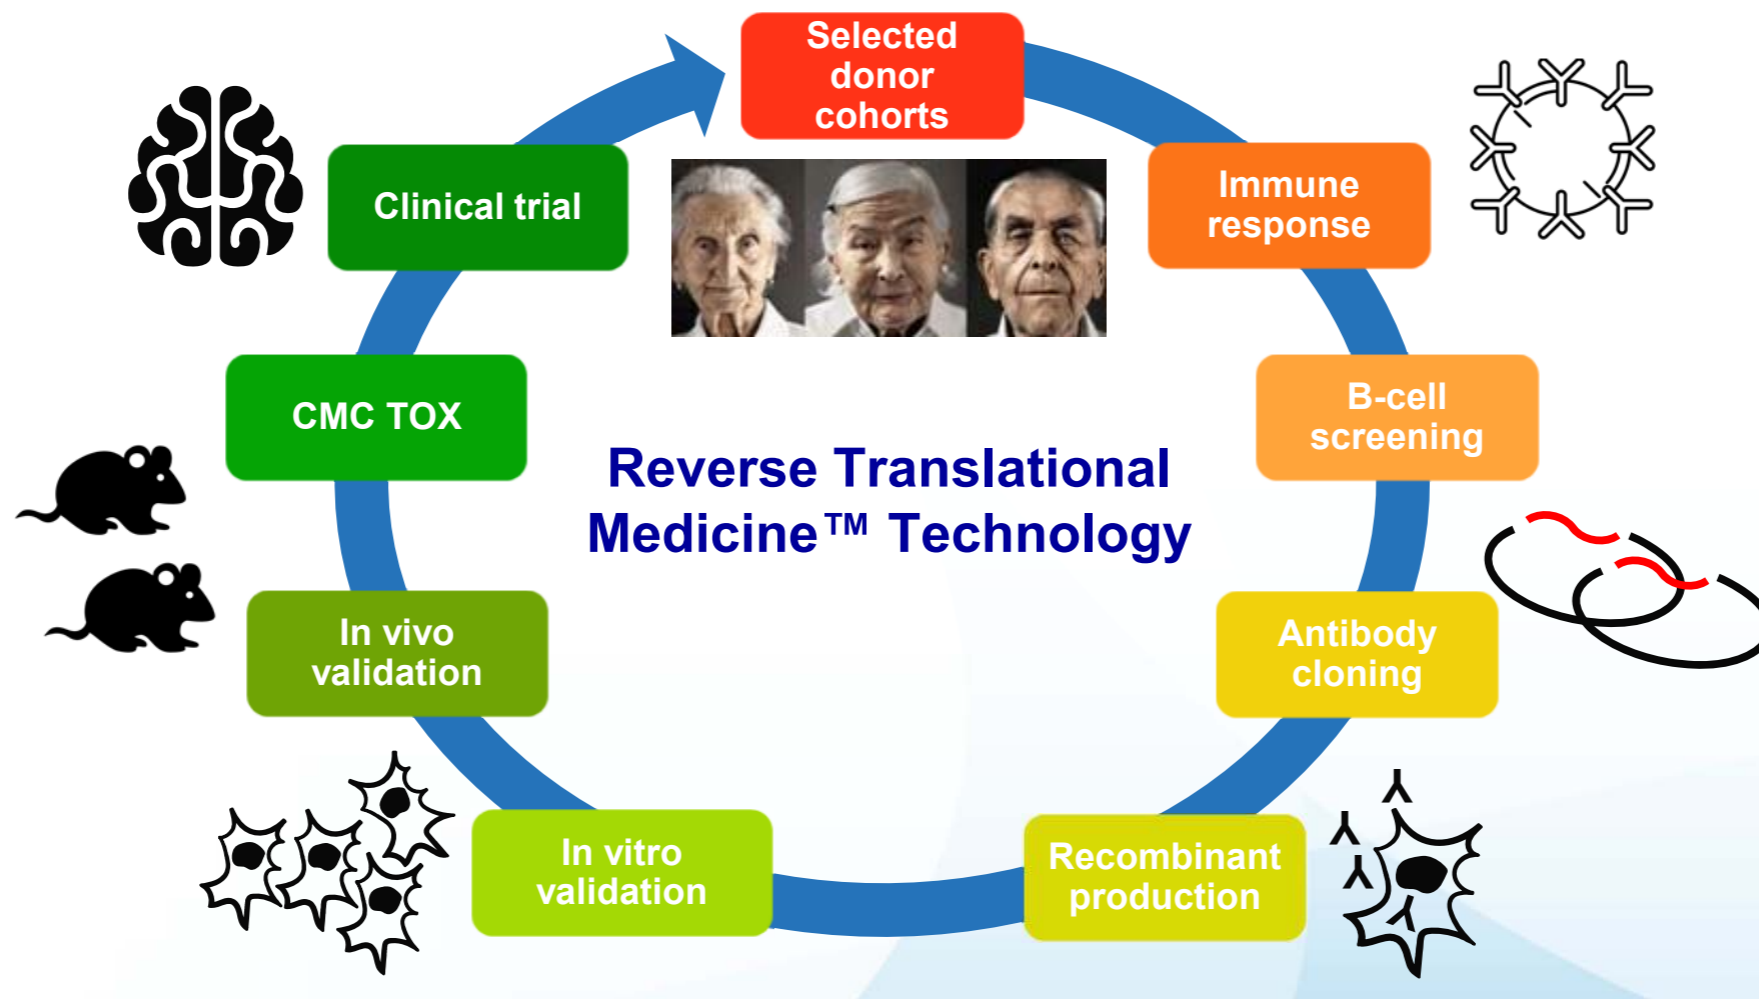 Selected
donor
cohorts
Immune
response
B-cell
screening
Antibody
cloning
Recombinant
production
In vitro
validation
In vivo
validation
CMC TOX
Clinical trial
Reverse Translational
Medicine™ Technology